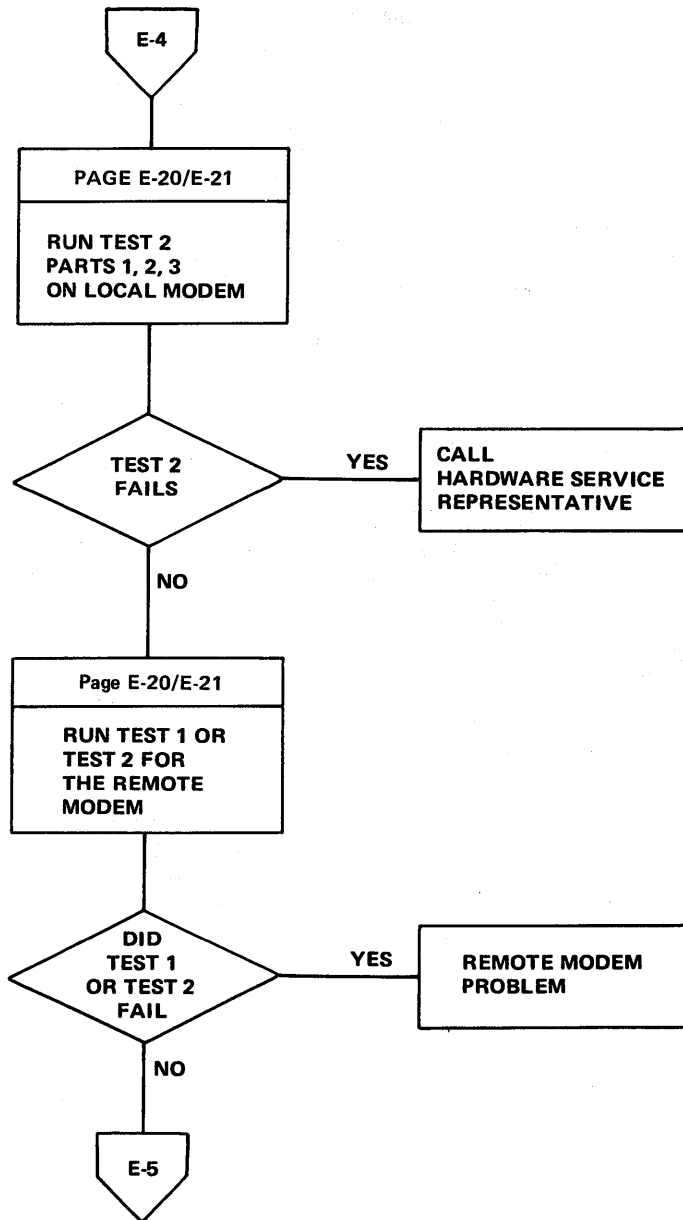 E-4
PAGE E-20/E-21
RUN TEST 2
PARTS 1, 2, 3
ON LOCAL MODEM
TEST 2
FAILS
YES
CALL
HARDWARE SERVICE
REPRESENTATIVE
NO
Page E-20/E-21
RUN TEST 1 OR
TEST 2 FOR
THE REMOTE
MODEM
DID
TEST 1
OR TEST 2
FAIL
YES
REMOTE MODEM
PROBLEM
NO
E-5